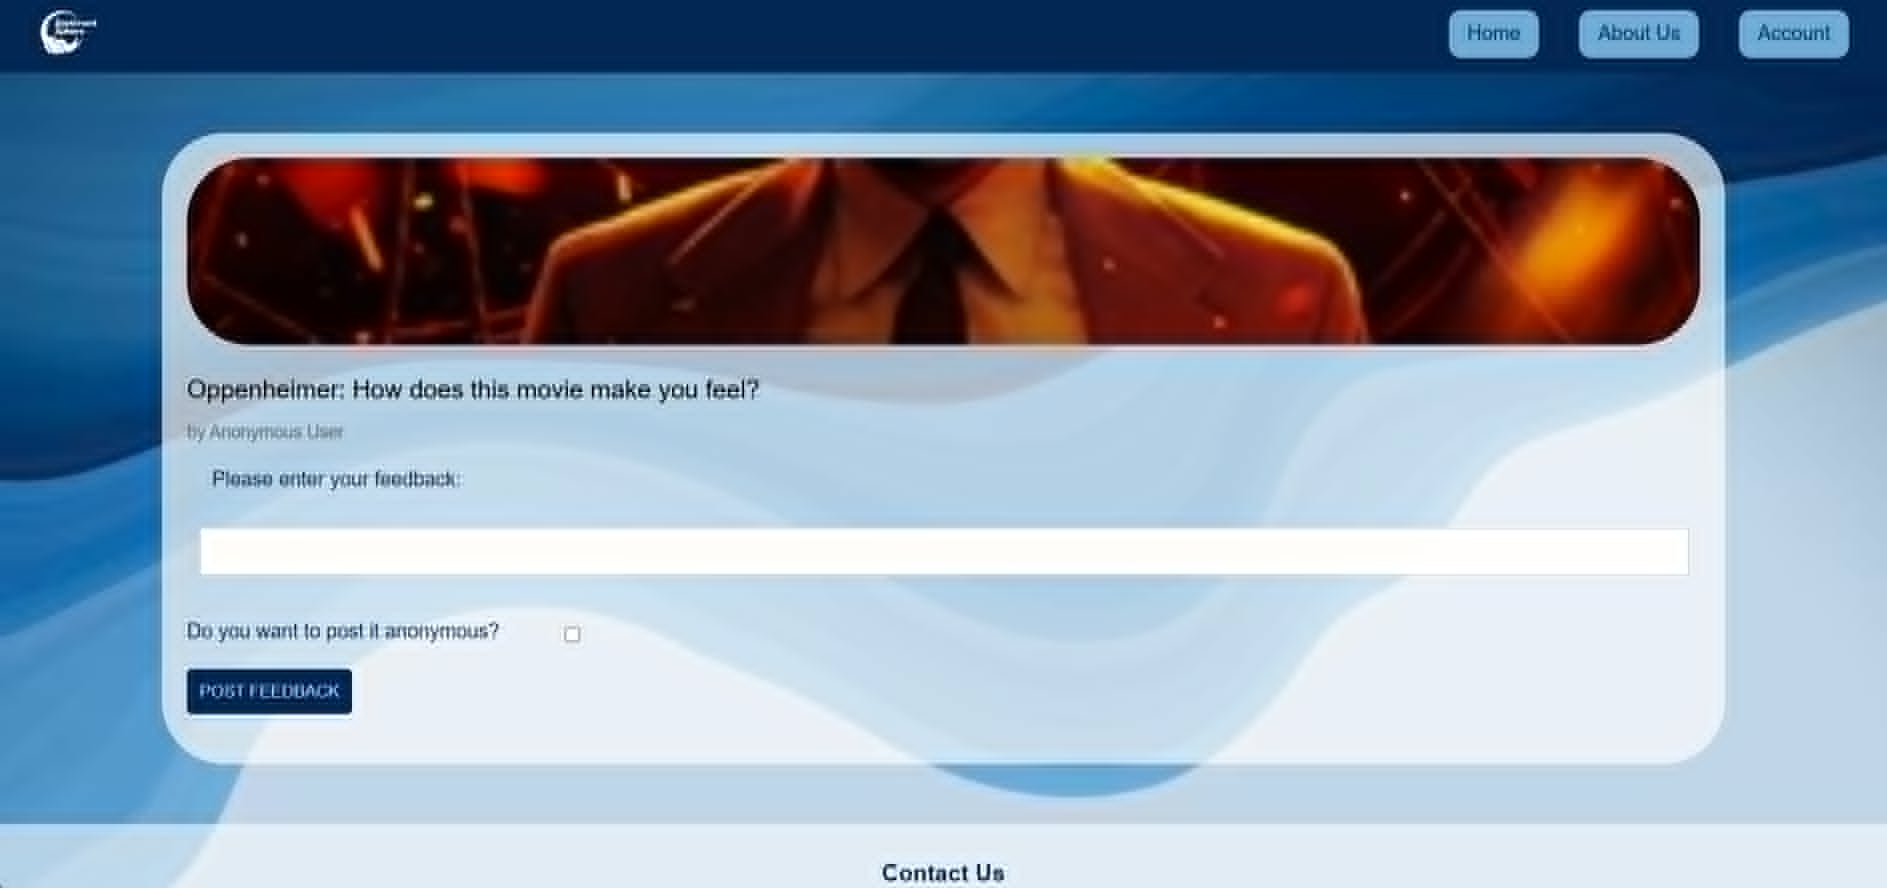 Home
About Us
Account
Oppenheimer: How does this movie make you feel?
by Anonymous User
Please enter your feedback:
Do you want to post it anonymous?
POST FEEDBACK
Contact Us